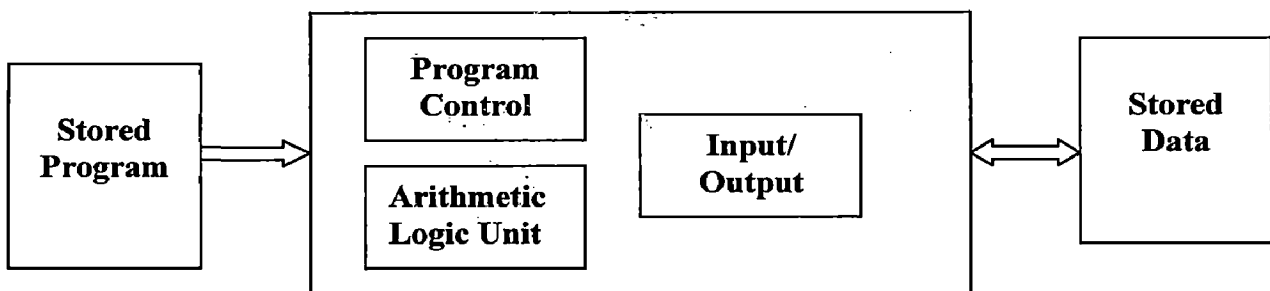 Stored
Program
Program
Control
Arithmetic
Logic Unit
Input/
Output
Stored
Data